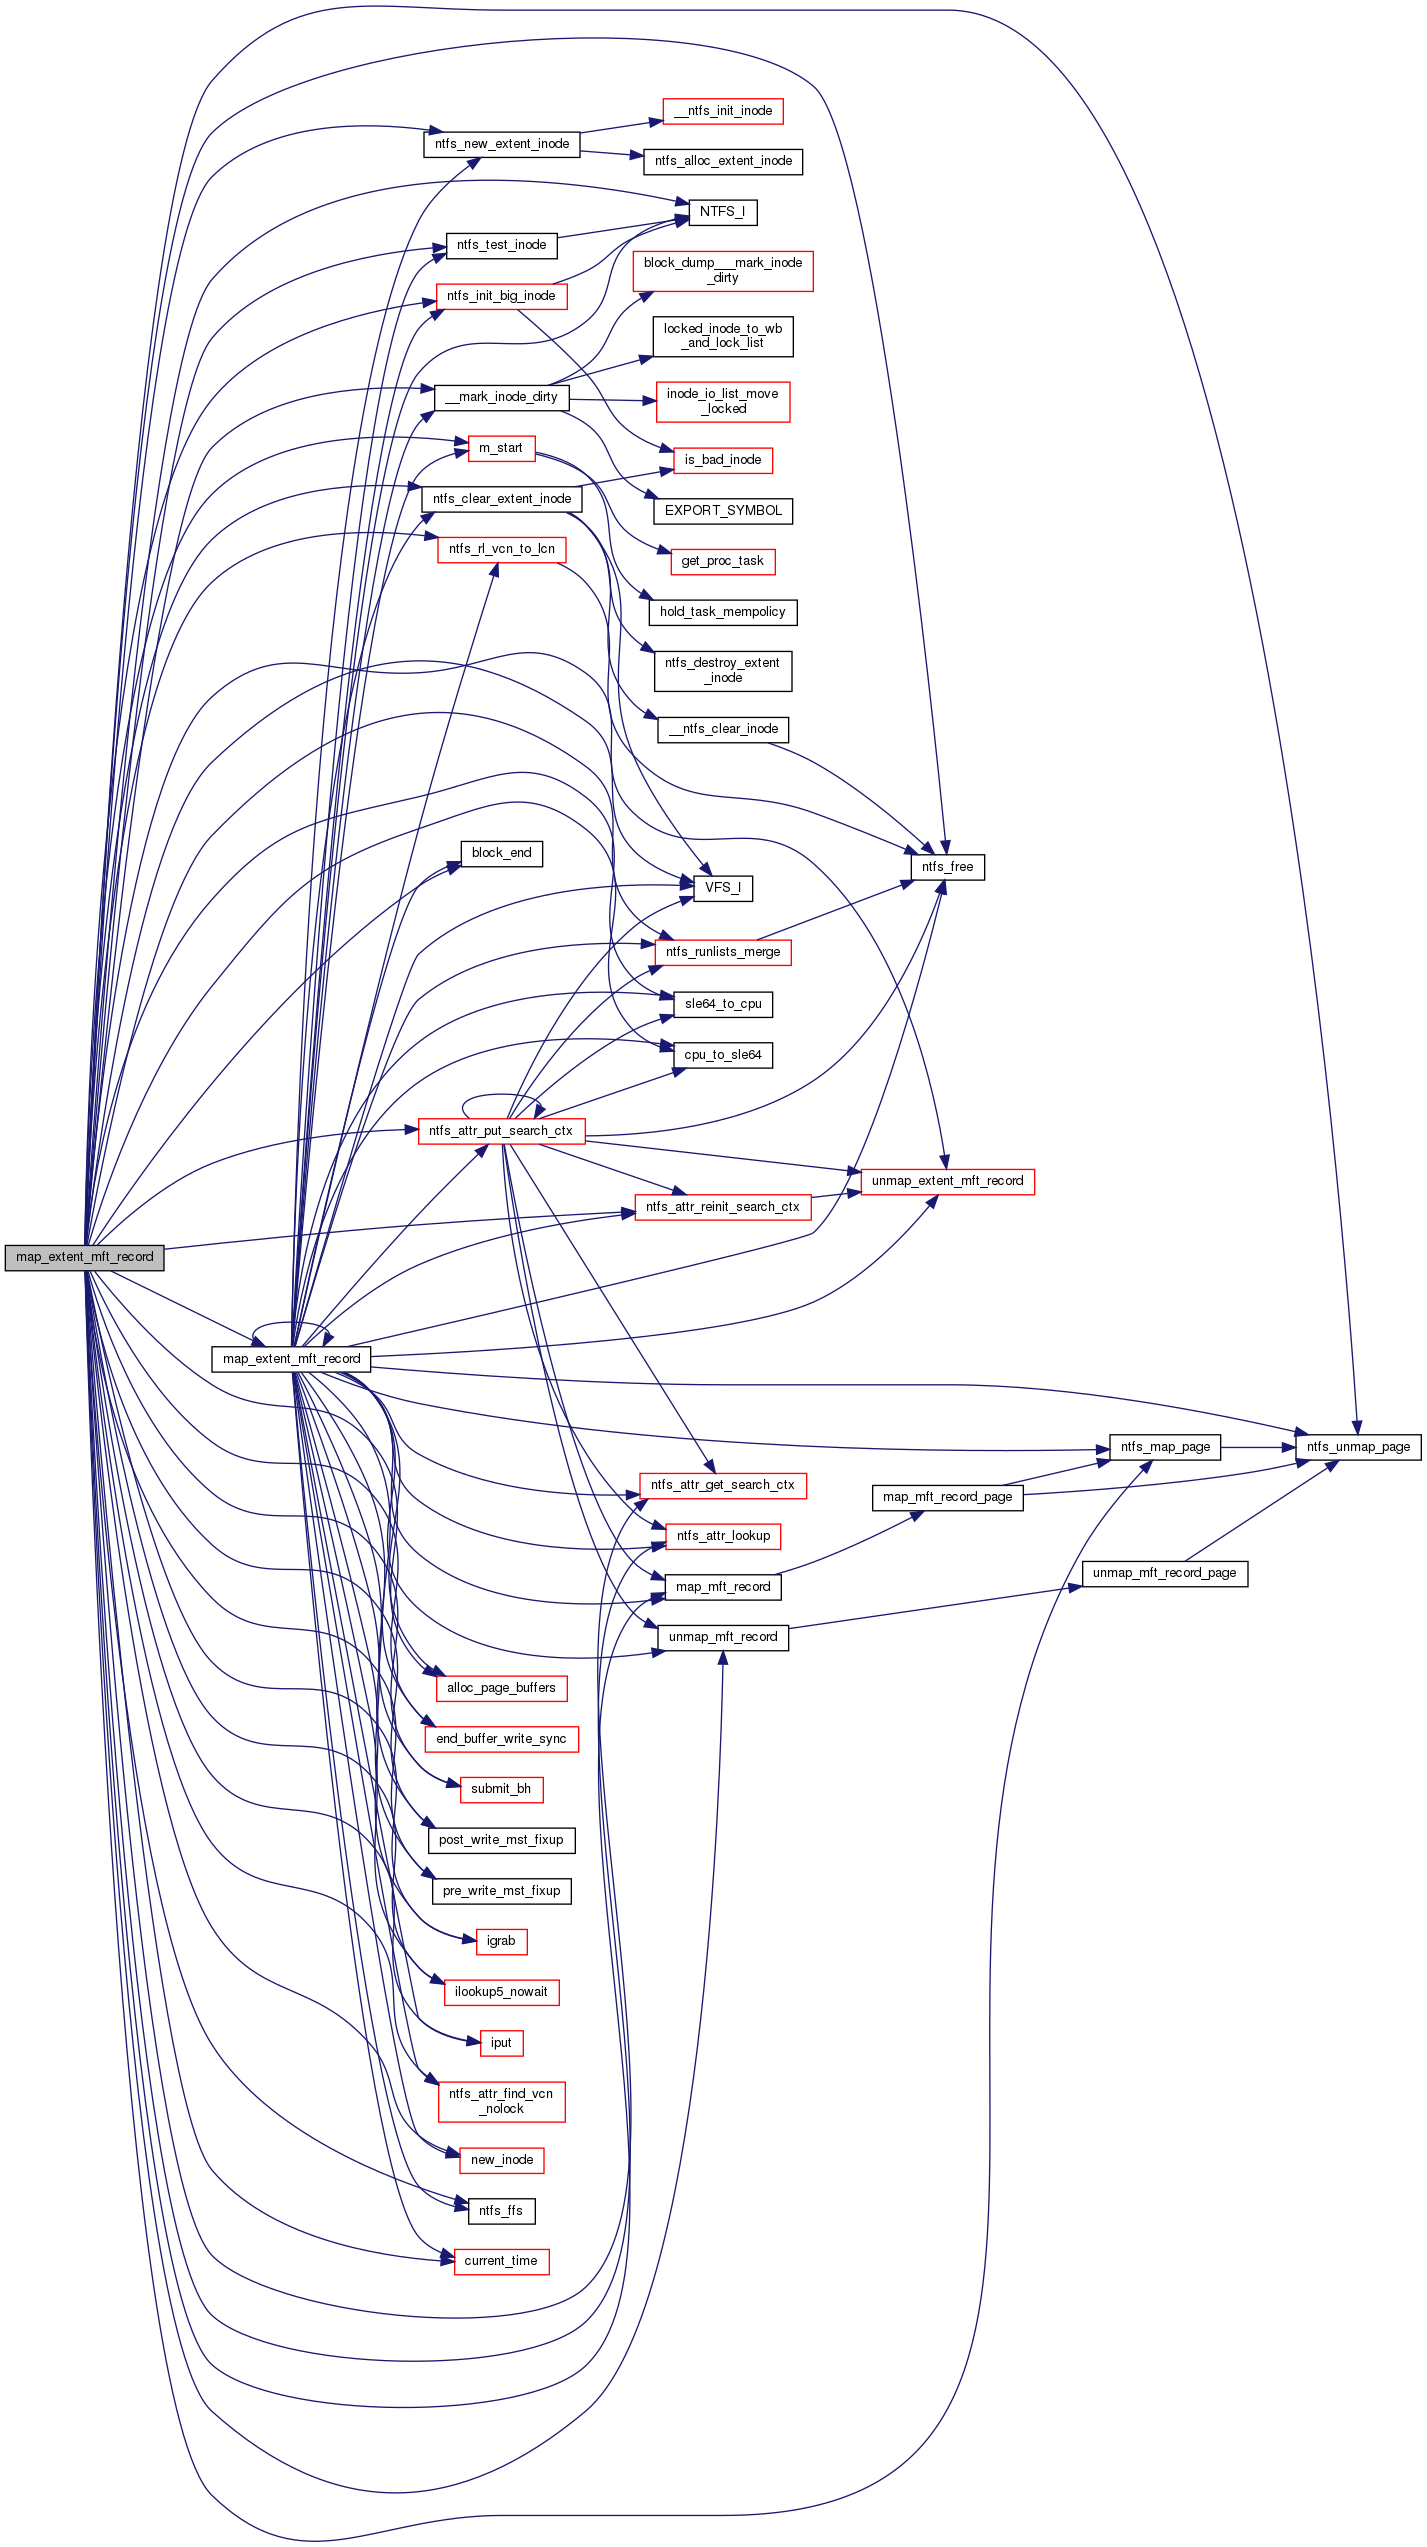 __ntfs_init_inode
ntfs_new_extent_inode
ntfs_alloc_extent_inode
NTFS_I
ntfs_test_inode
block_dump___mark_inode
_dirty
ntfs_init_big_inode
locked_inode_to_wb
_and_lock_list
__mark_inode_dirty
inode_io_list_move
_locked
m_start
is_bad_inode
ntfs_clear_extent_inode
EXPORT_SYMBOL
ntfs_rl_vcn_to_lcn
get_proc_task
hold_task_mempolicy
ntfs_destroy_extent
_inode
__ntfs_clear_inode
block_end
ntfs_free
VFS_I
ntfs_runlists_merge
sle64_to_cpu
cpu_to_sle64
ntfs_attr_put_search_ctx
unmap_extent_mft_record
ntfs_attr_reinit_search_ctx
map_extent_mft_record
map_extent_mft_record
ntfs_map_page
ntfs_unmap_page
ntfs_attr_get_search_ctx
map_mft_record_page
ntfs_attr_lookup
unmap_mft_record_page
map_mft_record
unmap_mft_record
alloc_page_buffers
end_buffer_write_sync
submit_bh
post_write_mst_fixup
pre_write_mst_fixup
igrab
ilookup5_nowait
iput
ntfs_attr_find_vcn
_nolock
new_inode
ntfs_ffs
current_time